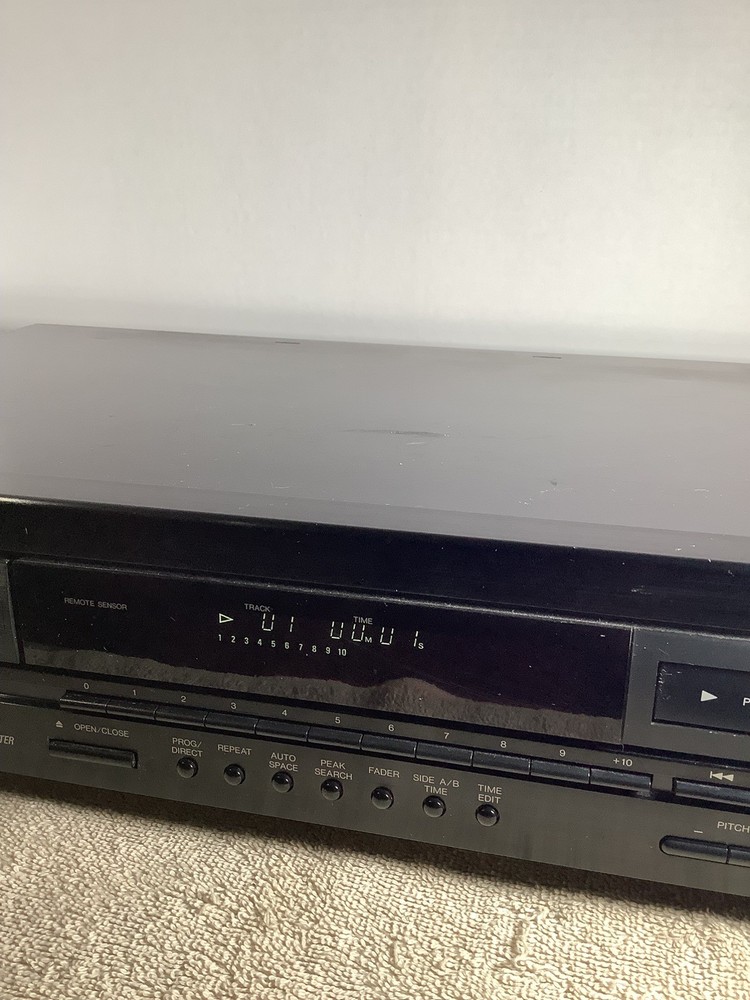 REMOTE SENSOR
TRACK TIME
01 00M 01s
1 2 3 4 5 6 7 8 9 10
0 1 2 3 4 5 6 7 8 9 +10
OPEN/CLOSE
PROG/
DIRECT
REPEAT
AUTO
SPACE
PEAK
SEARCH
FADER
SIDE A/B
TIME
TIME
EDIT
PITCH